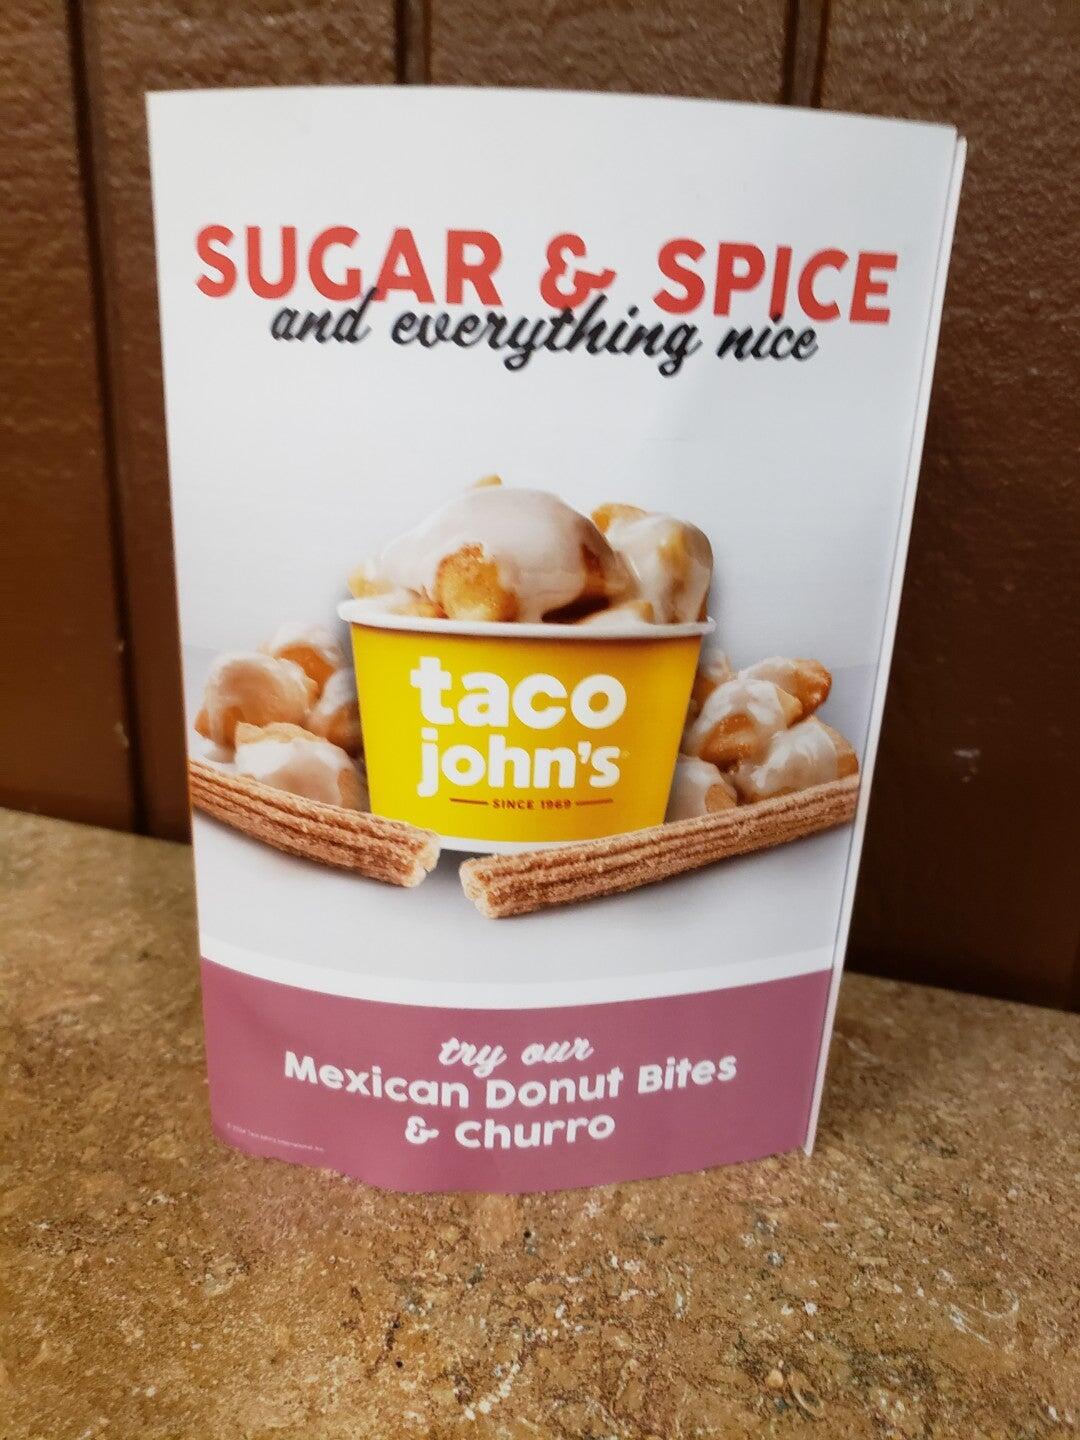 SUGAR & SPICE
and everything nice
taco
john's
SINCE 1969
try our
Mexican Donut Bites
& Churro